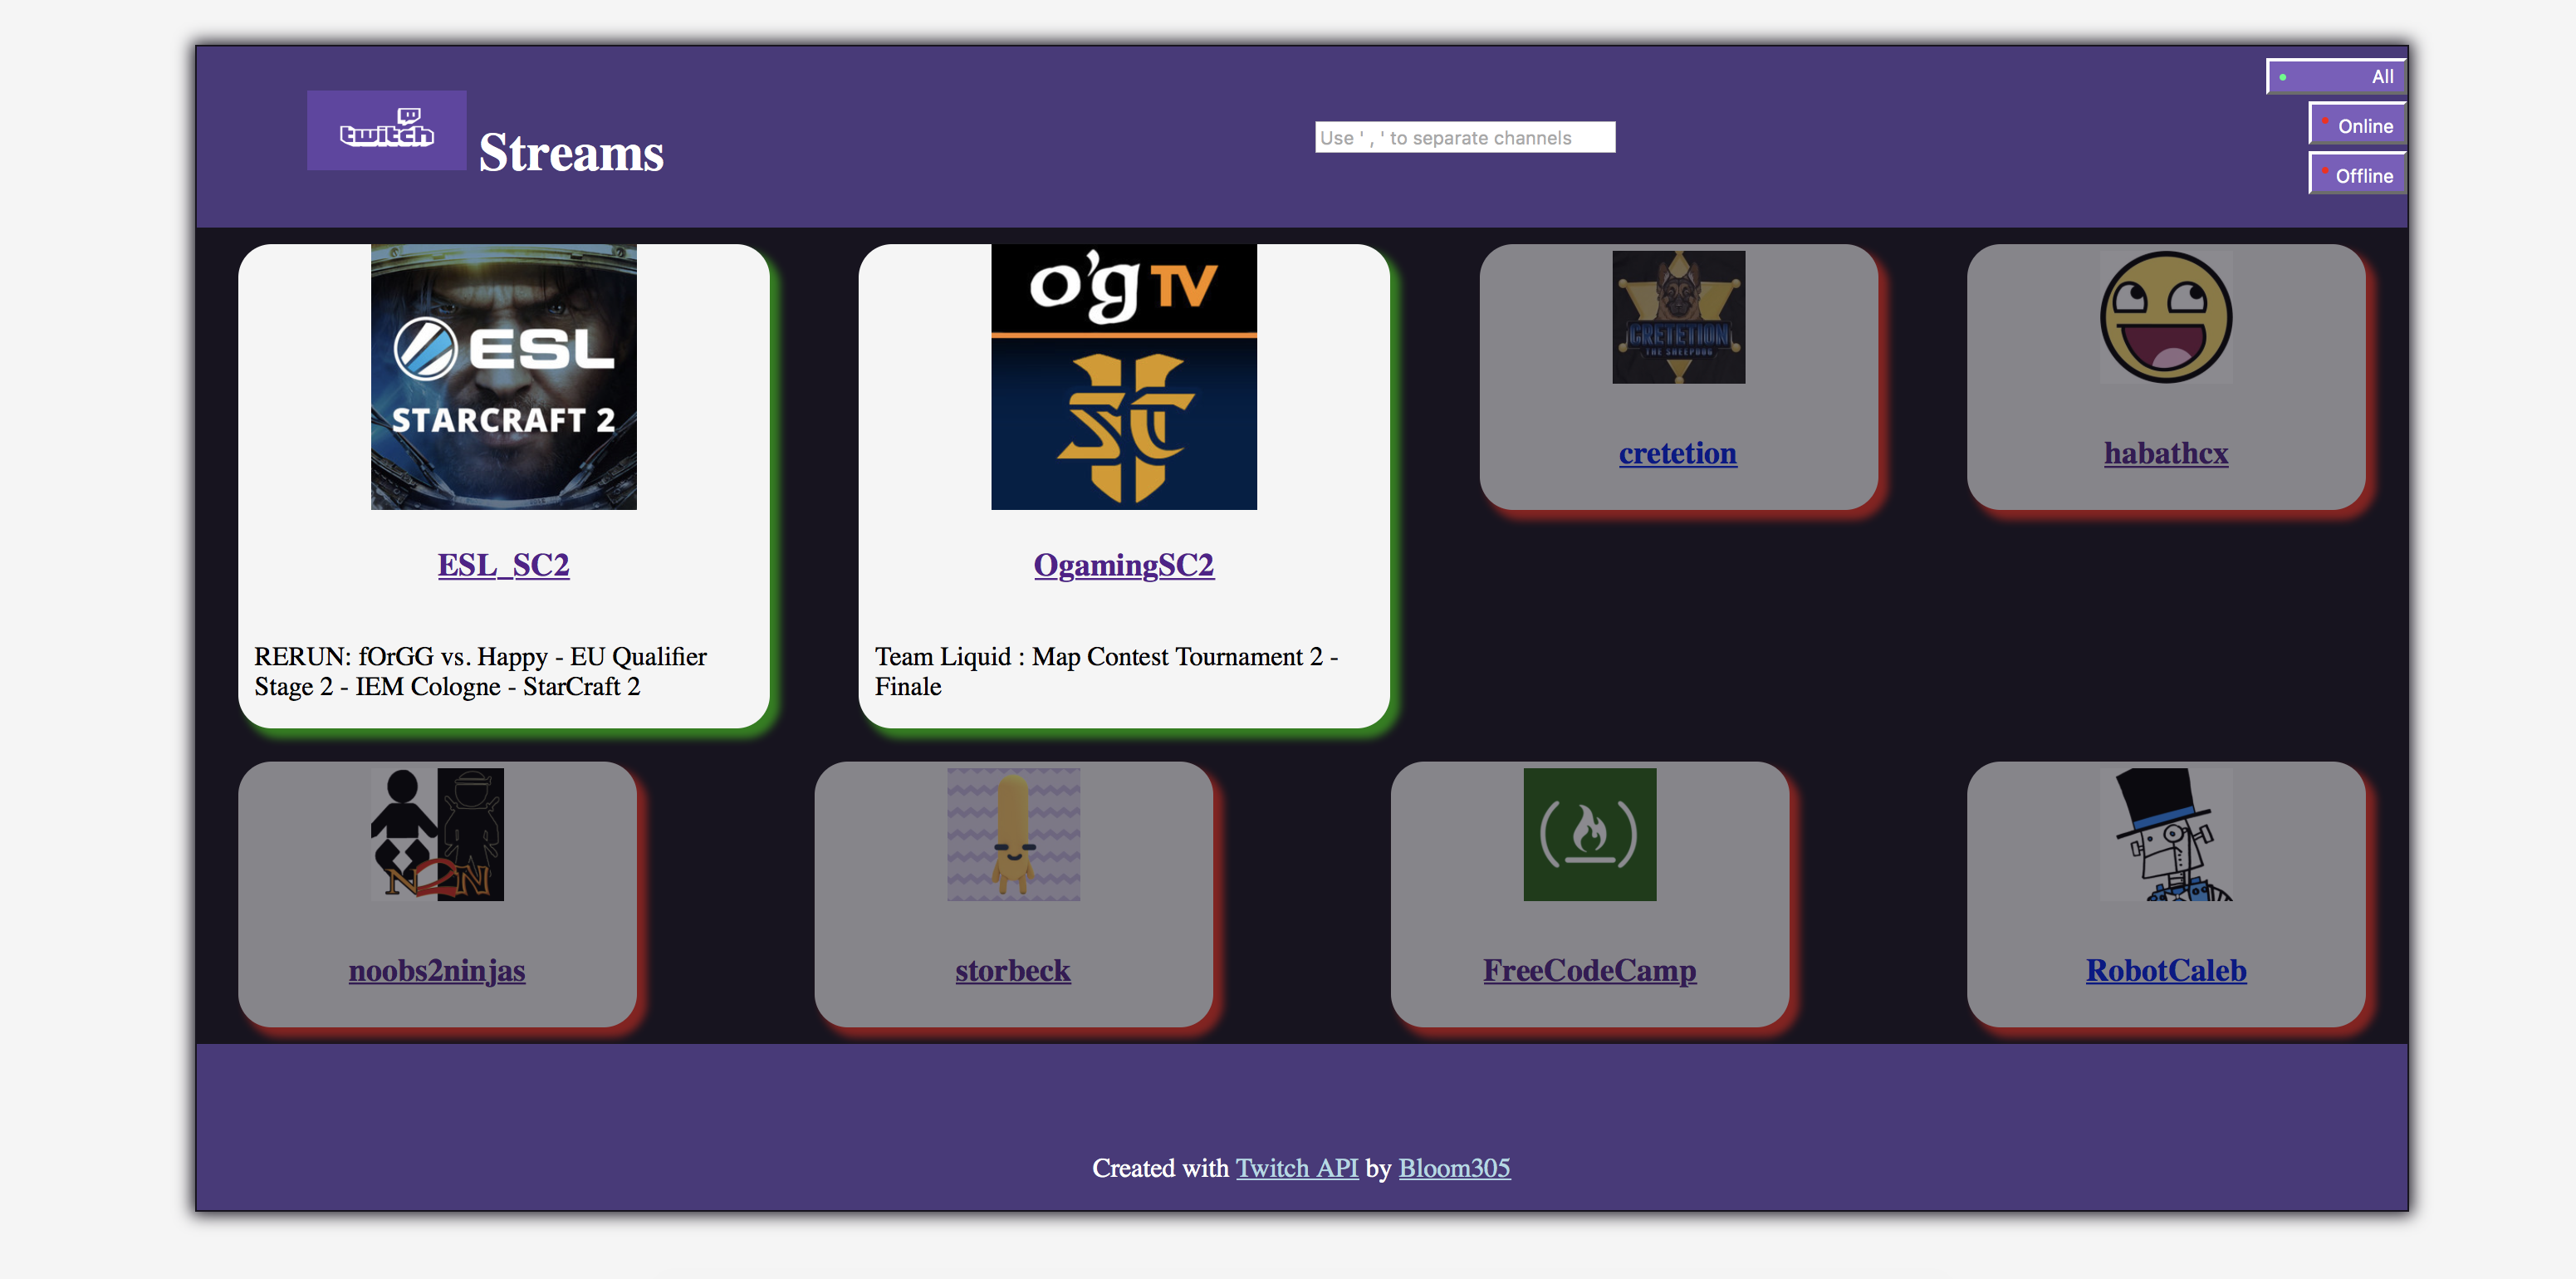 twitch
Streams
Use ' , ' to separate channels
All
Online
Offline
ESL
STARCRAFT 2
ESL_SC2
RERUN: fOrGG vs. Happy - EU Qualifier
Stage 2 - IEM Cologne - StarCraft 2
o'g TV
SC
OgamingSC2
Team Liquid : Map Contest Tournament 2 -
Finale
CRETETION
THE SHEEPDOG
cretetion
habathcx
N2N
noobs2ninjas
storbeck
FreeCodeCamp
RobotCaleb
Created with Twitch API by Bloom305